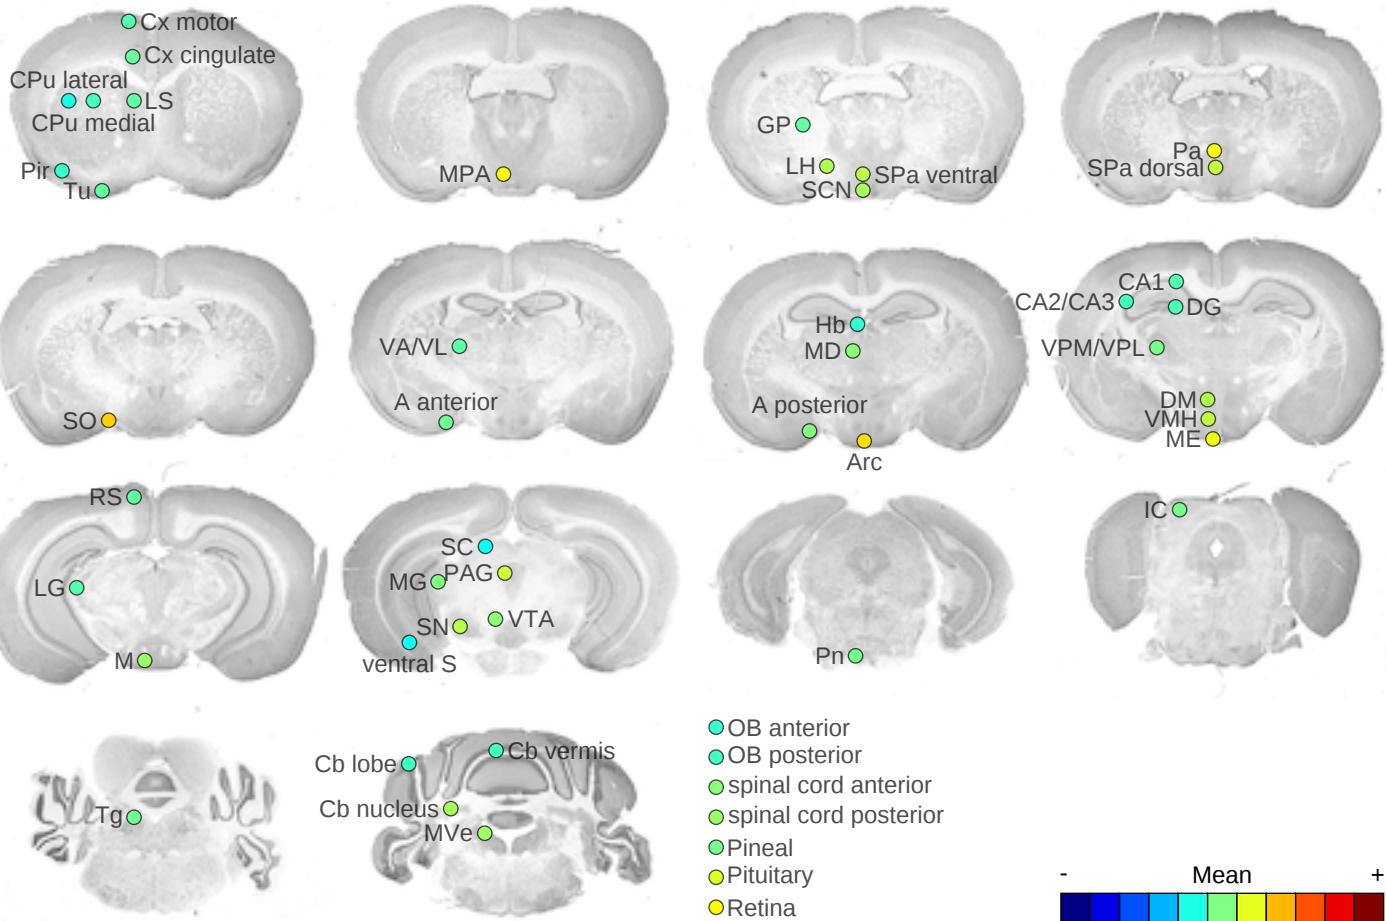 Cx motor
Cx cingulate
CPu lateral
LS
CPu medial
Pir
Tu
MPA
GP
LH
SPa ventral
SCN
Pa
SPa dorsal
SO
VA/VL
A anterior
Hb
MD
A posterior
Arc
CA1
CA2/CA3
DG
VPM/VPL
DM
VMH
ME
RS
LG
M
SC
PAG
MG
VTA
SN
ventral S
Pn
IC
Tg
Cb vermis
Cb lobe
Cb nucleus
MVe
OB anterior
OB posterior
spinal cord anterior
spinal cord posterior
Pineal
Pituitary
Retina
- Mean +